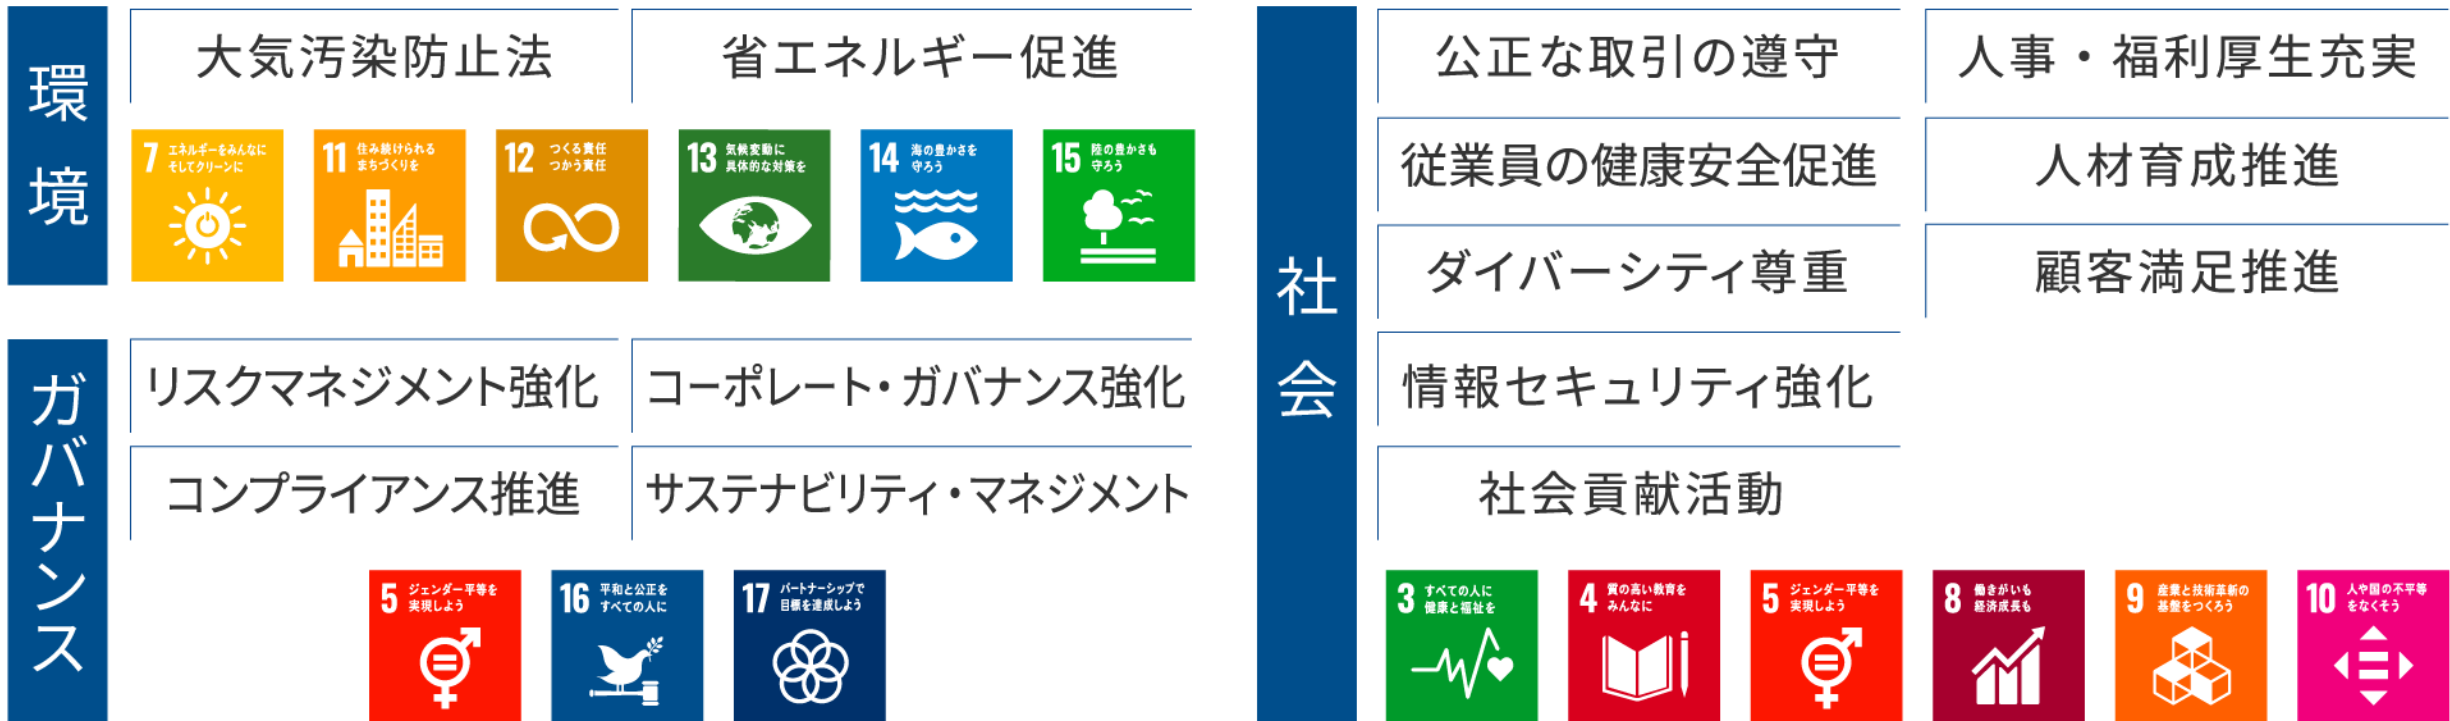 環境
大気汚染防止法
省エネルギー促進
7 エネルギーをみんなに
そしてクリーンに
11 住み続けられる
まちづくりを
12 つくる責任
つかう責任
13 気候変動に
具体的な対策を
14 海の豊かさを
守ろう
15 陸の豊かさも
守ろう
ガバナンス
リスクマネジメント強化
コーポレート・ガバナンス強化
コンプライアンス推進
サステナビリティ・マネジメント
5 ジェンダー平等を
実現しよう
16 平和と公正を
すべての人に
17 パートナーシップで
目標を達成しよう
社会
公正な取引の遵守
人事・福利厚生充実
従業員の健康安全促進
人材育成推進
ダイバーシティ尊重
顧客満足推進
情報セキュリティ強化
社会貢献活動
3 すべての人に
健康と福祉を
4 質の高い教育を
みんなに
5 ジェンダー平等を
実現しよう
8 働きがいも
経済成長も
9 産業と技術革新の
基盤をつくろう
10 人や国の不平等
をなくそう